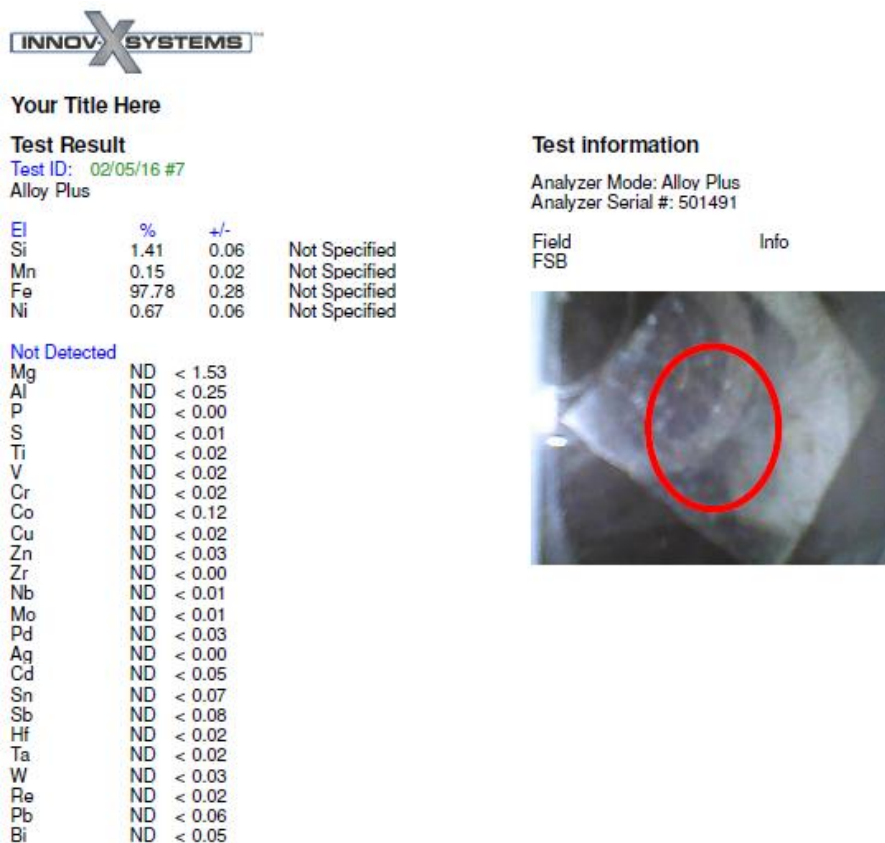 INNOV-X SYSTEMS™
Your Title Here
Test Result
Test ID: 02/05/16 #7
Alloy Plus
El % +/-
Si 1.41 0.06 Not Specified
Mn 0.15 0.02 Not Specified
Fe 97.78 0.28 Not Specified
Ni 0.67 0.06 Not Specified
Not Detected
Mg ND < 1.53
Al ND < 0.25
P ND < 0.00
S ND < 0.01
Ti ND < 0.02
V ND < 0.02
Cr ND < 0.02
Co ND < 0.12
Cu ND < 0.02
Zn ND < 0.03
Zr ND < 0.00
Nb ND < 0.01
Mo ND < 0.01
Pd ND < 0.03
Ag ND < 0.00
Cd ND < 0.05
Sn ND < 0.07
Sb ND < 0.08
Hf ND < 0.02
Ta ND < 0.02
W ND < 0.03
Re ND < 0.02
Pb ND < 0.06
Bi ND < 0.05
Test information
Analyzer Mode: Alloy Plus
Analyzer Serial #: 501491
Field Info
FSB